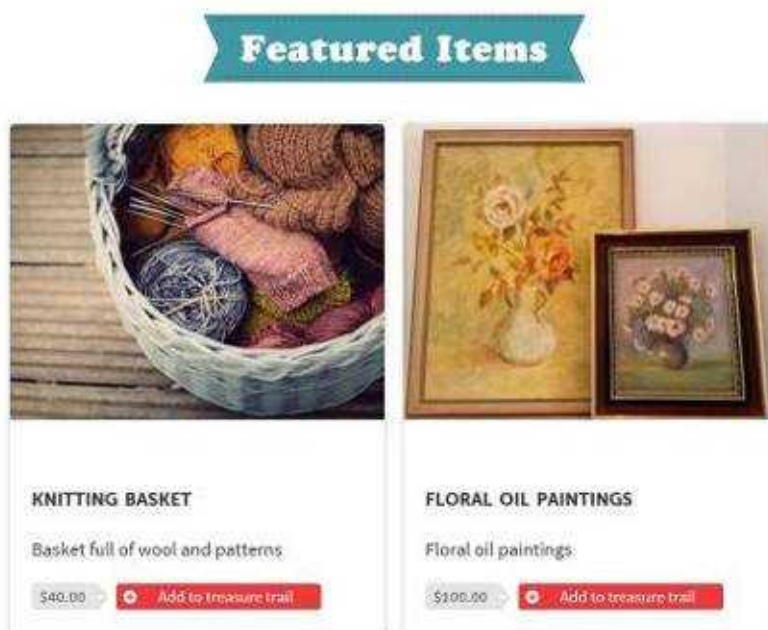 Featured Items
KNITTING BASKET
Basket full of wool and patterns
$40.00
Add to treasure trail
FLORAL OIL PAINTINGS
Floral oil paintings
$100.00
Add to treasure trail